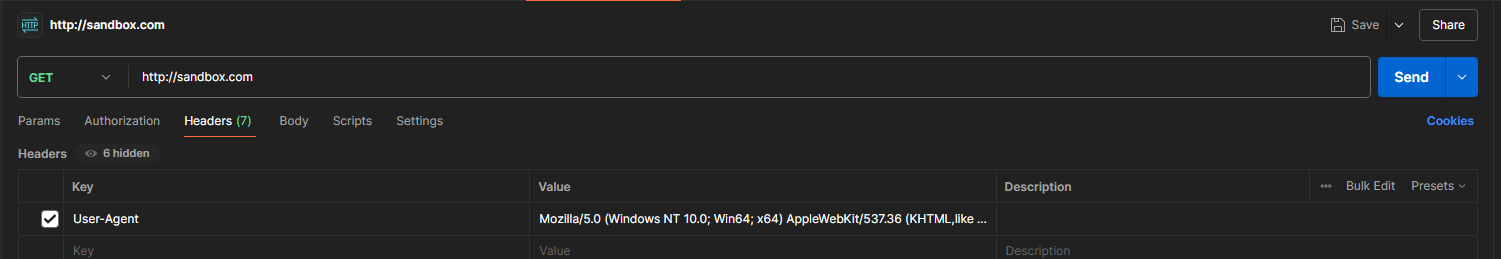 HTTP http://sandbox.com Save Share
GET http://sandbox.com Send
Params Authorization Headers (7) Body Scripts Settings Cookies
Headers 6 hidden
Key Value Description Bulk Edit Presets
User-Agent Mozilla/5.0 (Windows NT 10.0; Win64; x64) AppleWebKit/537.36 (KHTML,like ...
Key Value Description